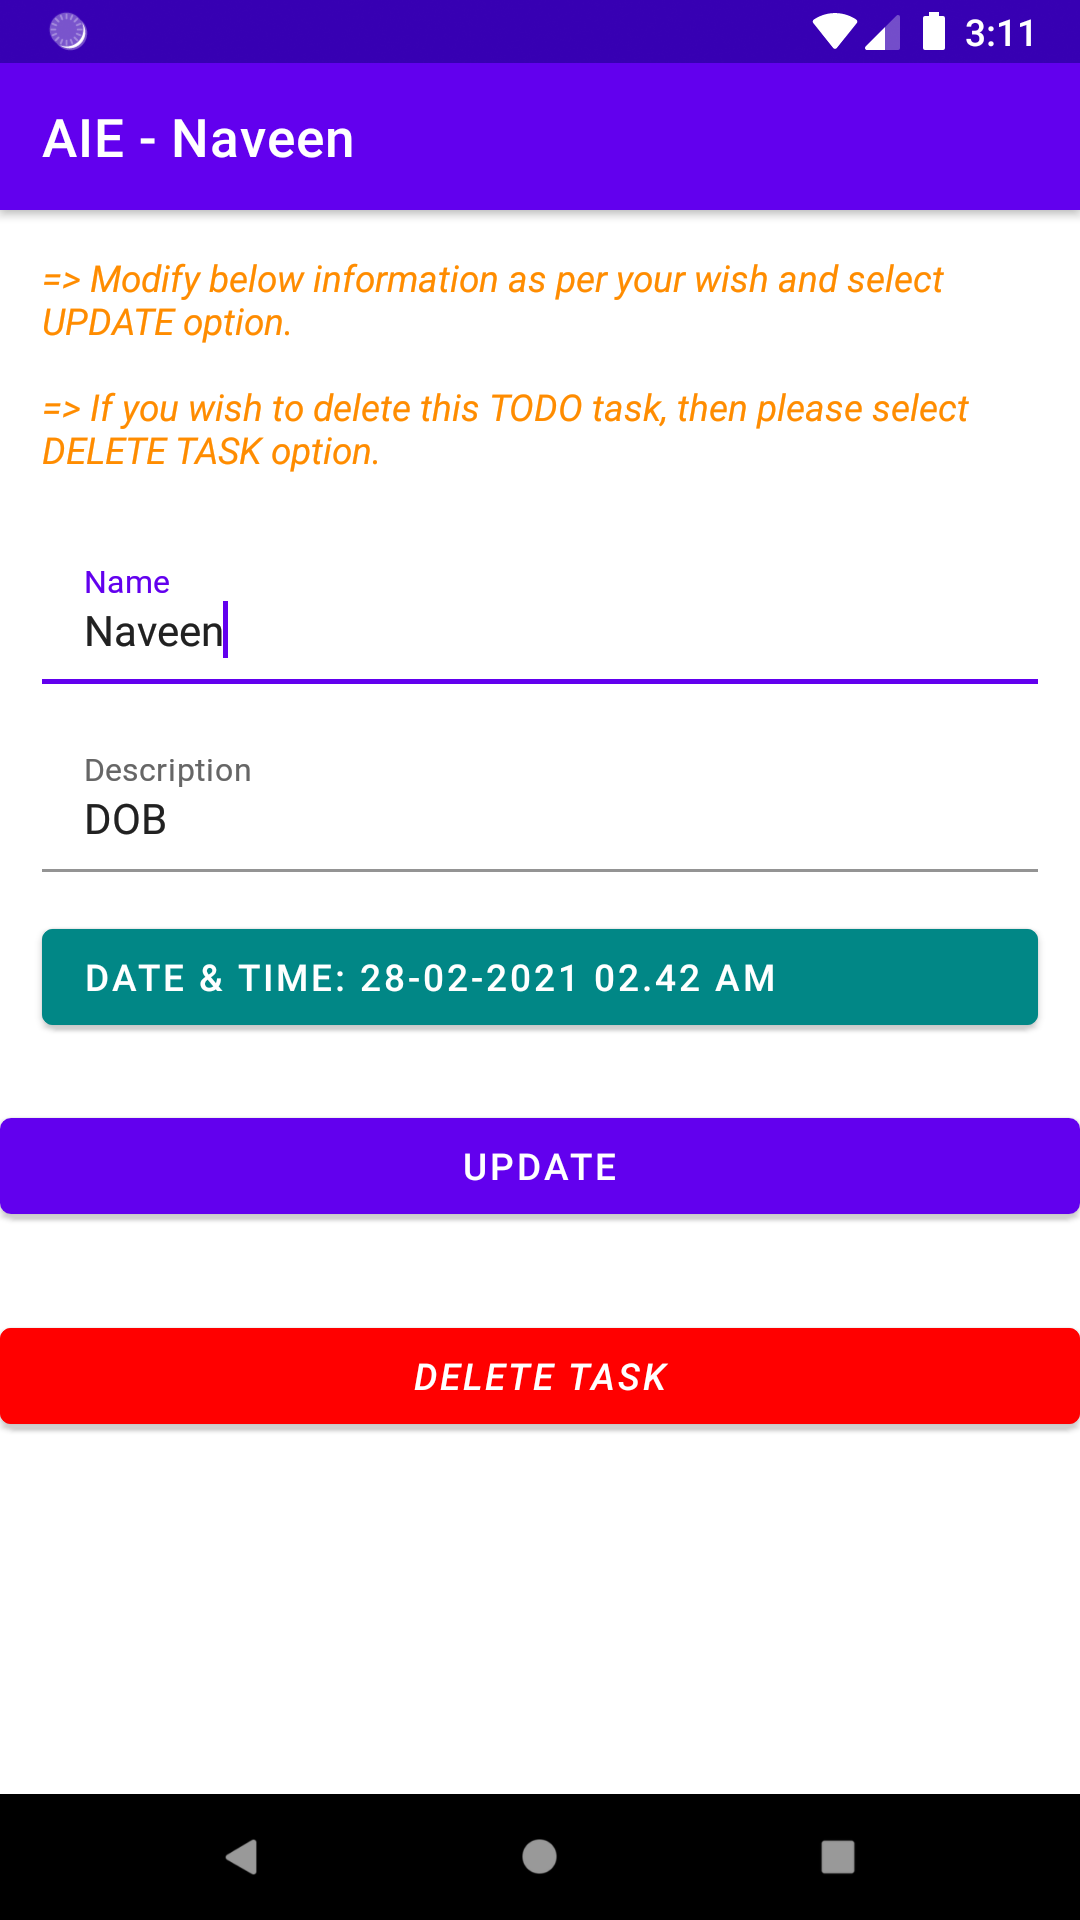 3:11
AIE - Naveen
=> Modify below information as per your wish and select
UPDATE option.
=> If you wish to delete this TODO task, then please select
DELETE TASK option.
Name
Naveen
Description
DOB
DATE & TIME: 28-02-2021 02.42 AM
UPDATE
DELETE TASK